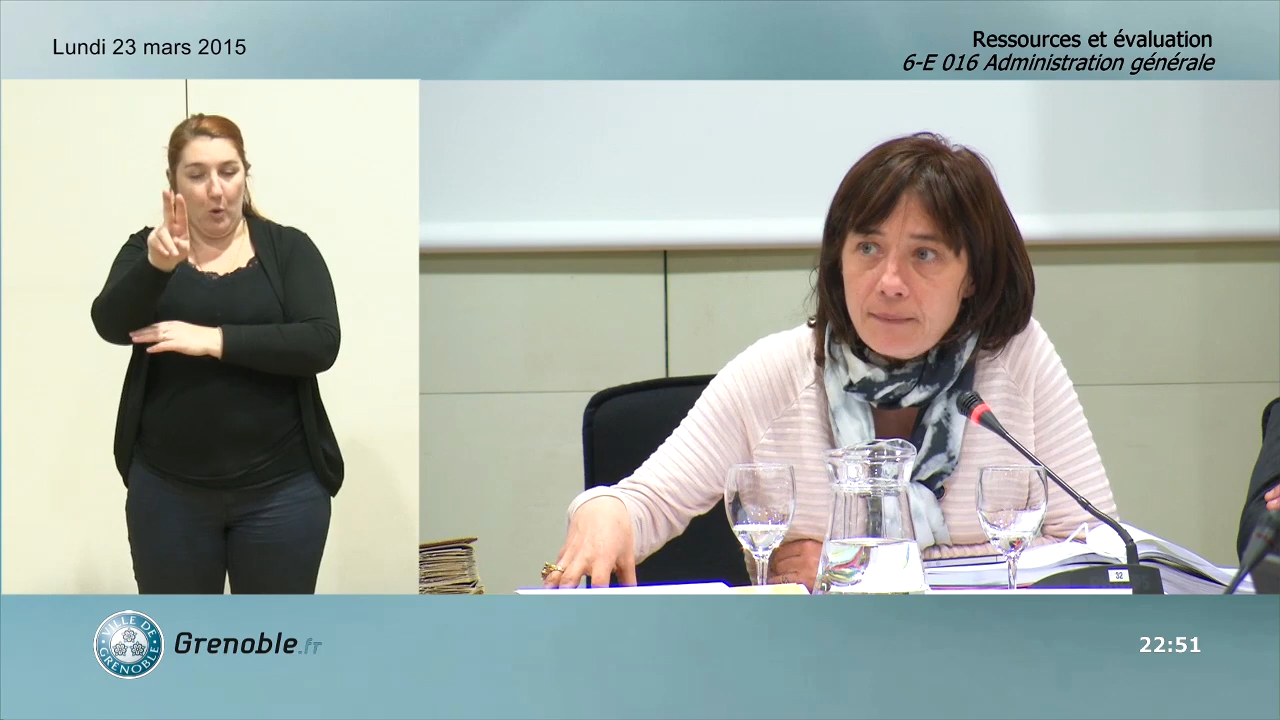 Lundi 23 mars 2015
Ressources et évaluation
6-E 016 Administration générale
VILLE DE
GRENOBLE
Grenoble.fr
22:51
32